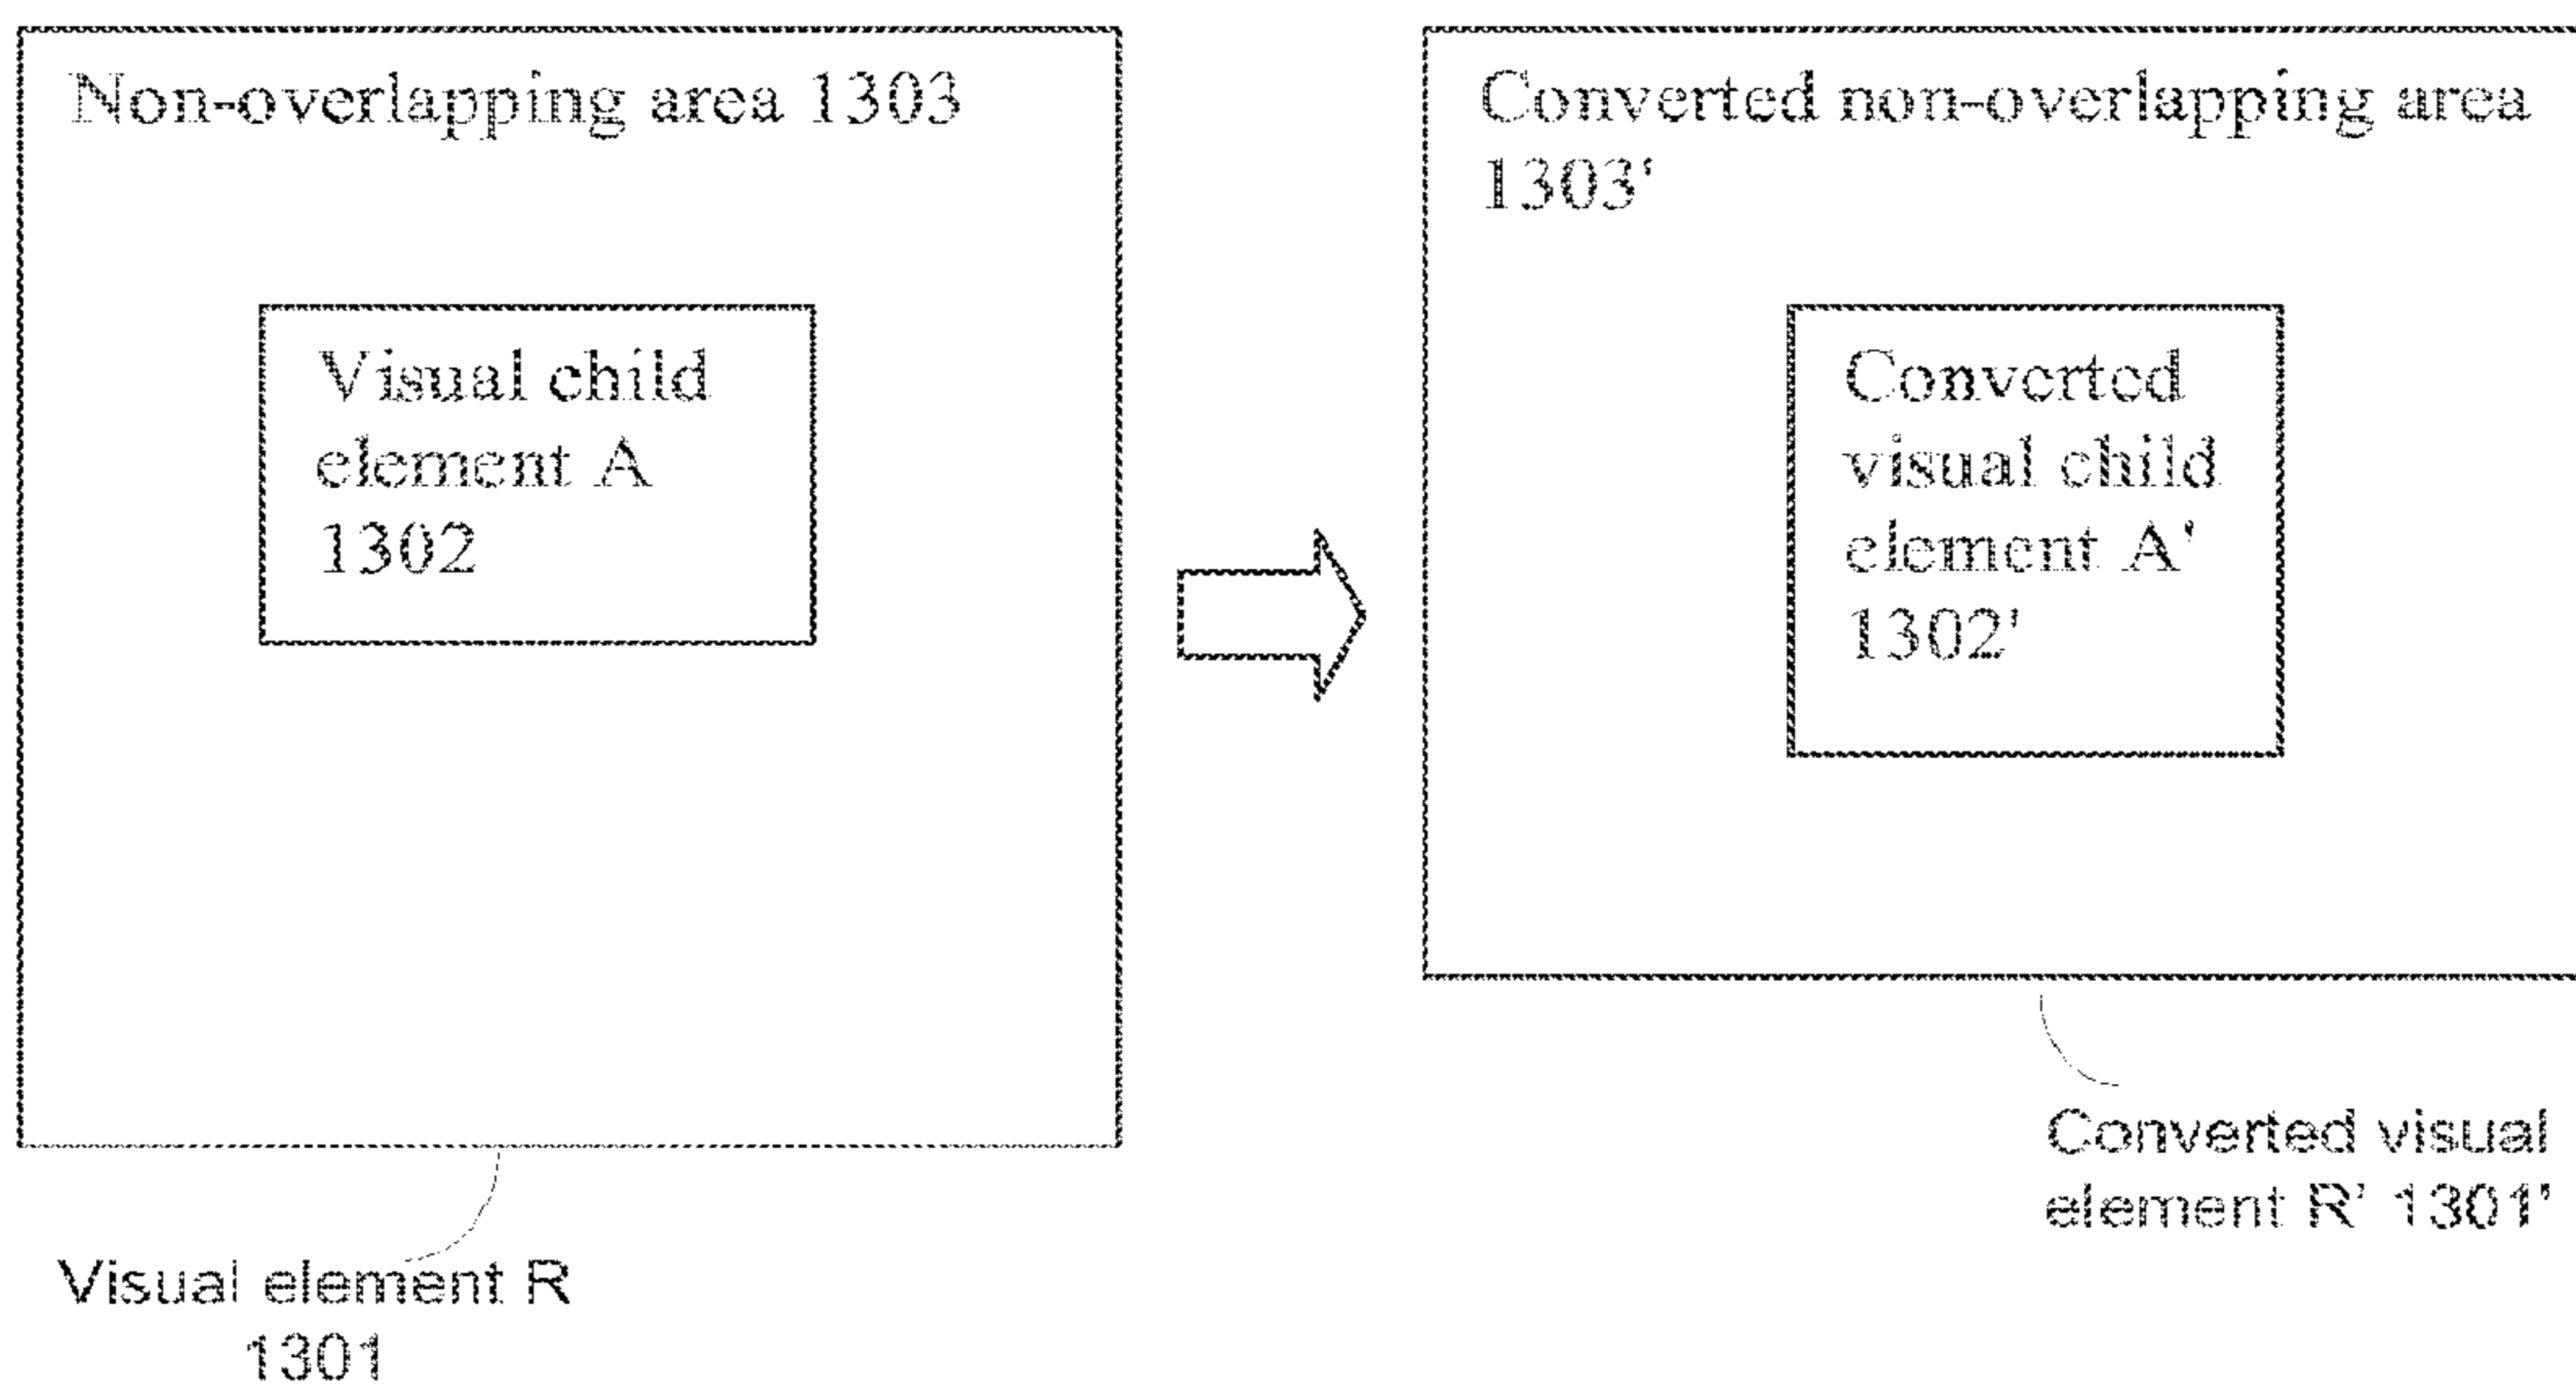 Non-overlapping area 1303
Visual child
element A
1302
Visual element R
1301
Converted non-overlapping area
1303'
Converted
visual child
element A'
1302'
Converted visual
element R' 1301'